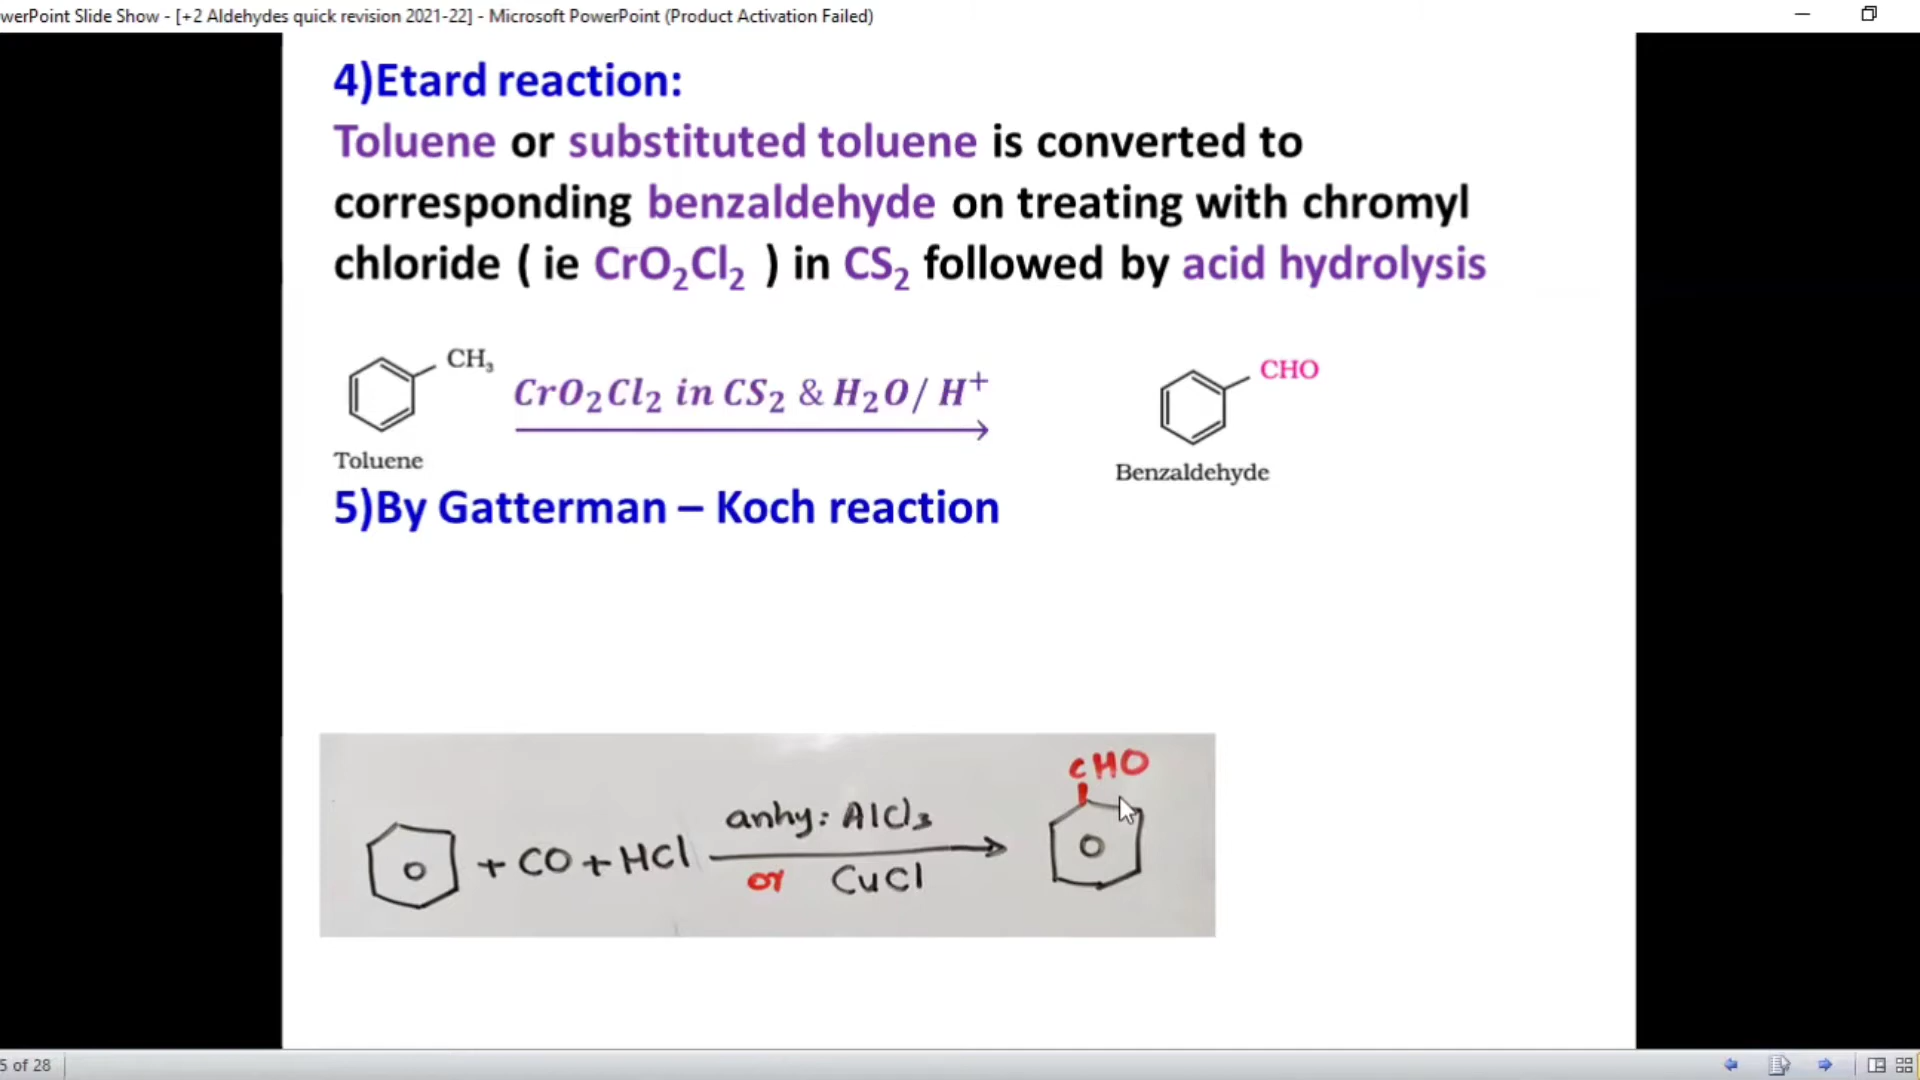 werPoint Slide Show - [+2 Aldehydes quick revision 2021-22] - Microsoft PowerPoint (Product Activation Failed)
4)Etard reaction:
Toluene or substituted toluene is converted to
corresponding benzaldehyde on treating with chromyl
chloride ( ie CrO₂Cl₂ ) in CS₂ followed by acid hydrolysis
CH₃
CrO₂Cl₂ in CS₂ & H₂O/ H⁺
CHO
Toluene
Benzaldehyde
5)By Gatterman – Koch reaction
CHO
anhy: AlCl₃
+ CO + HCl
or CuCl
5 of 28